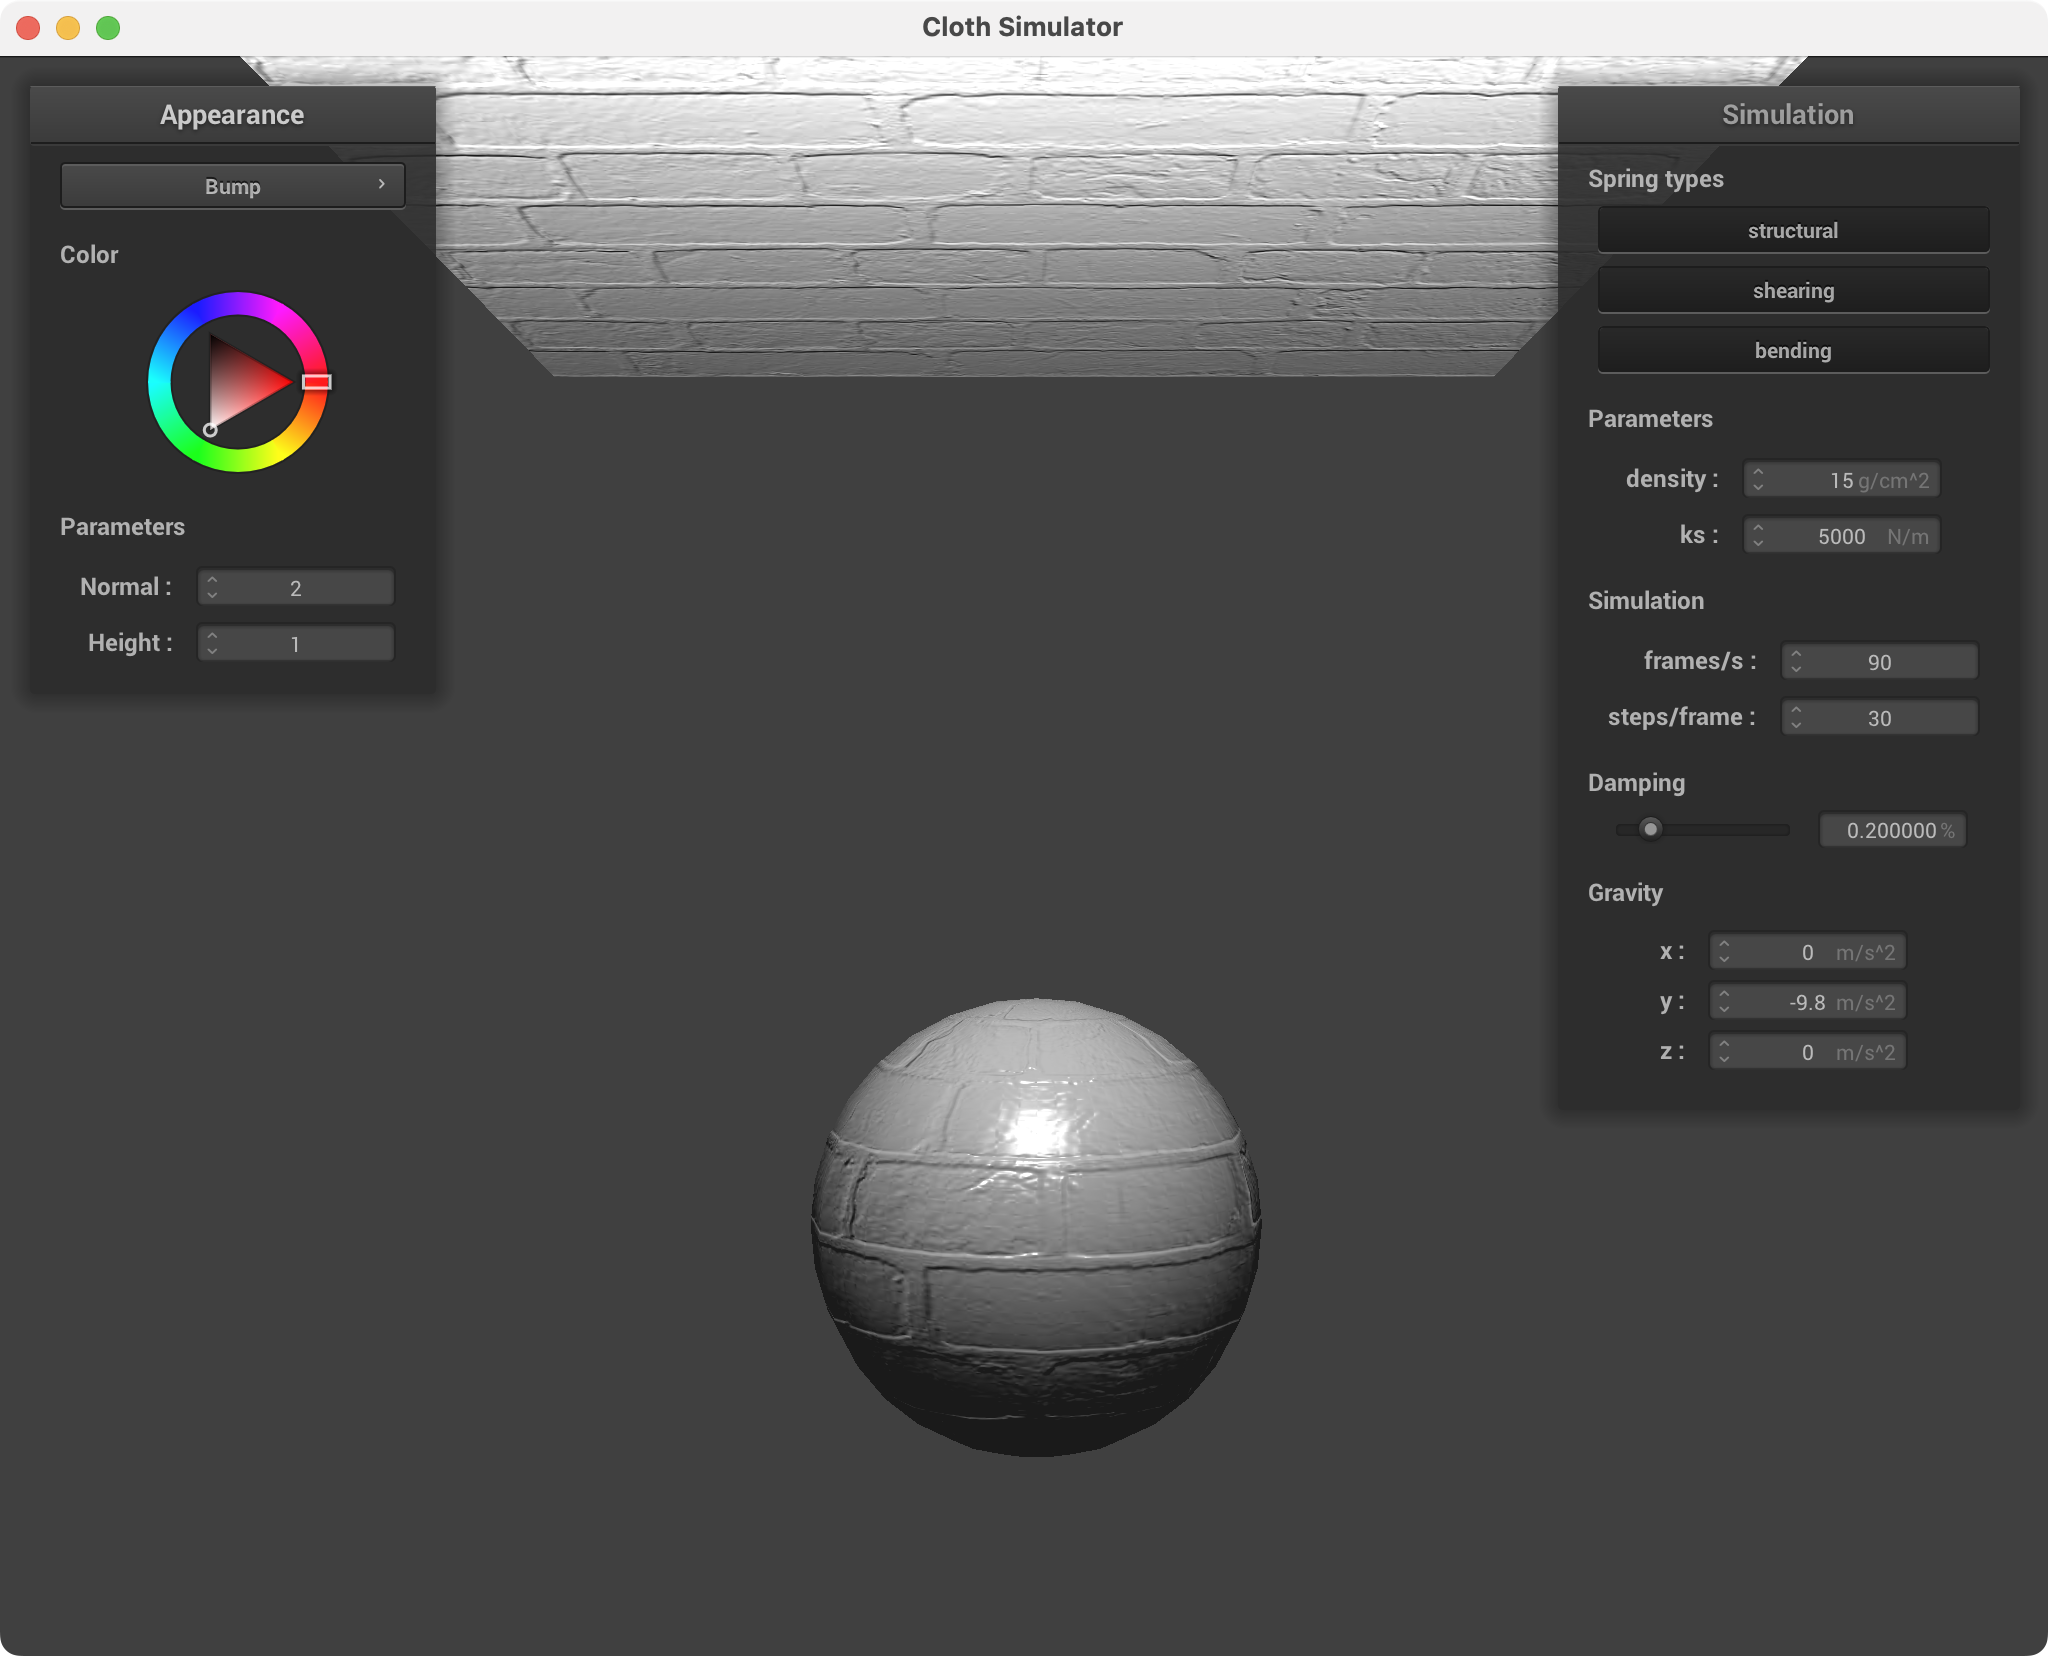 Cloth Simulator
Appearance
Bump
Color
Parameters
Normal : 2
Height : 1
Simulation
Spring types
structural
shearing
bending
Parameters
density : 15 g/cm^2
ks : 5000 N/m
Simulation
frames/s : 90
steps/frame : 30
Damping
0.200000 %
Gravity
x : 0 m/s^2
y : -9.8 m/s^2
z : 0 m/s^2